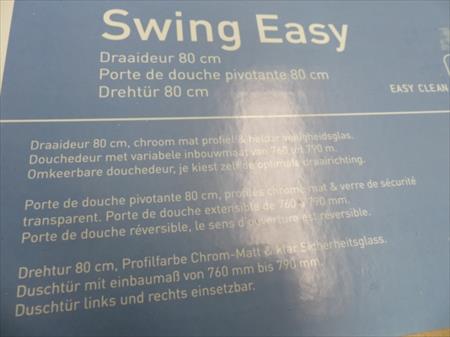 Swing Easy
Draaideur 80 cm
Porte de douche pivotante 80 cm
Drehtür 80 cm
EASY CLEAN
Draaideur 80 cm, chroom mat profiel & helder veiligheidsglas.
Douchedeur met variabele inbouwmaat van 760 tot 790 m.
Omkeerbare douchedeur, je kiest zelf de optimale draairichting.
Porte de douche pivotante 80 cm, profilés chromé mat & verre de sécurité
transparent. Porte de douche extensible de 760 à 790 mm.
Porte de douche réversible, le sens d'ouverture est réversible.
Drehtur 80 cm, Profilfarbe Chrom-Matt & klar Sicherheitsglass.
Duschtür mit einbaumaß von 760 mm bis 790 mm.
Duschtür links und rechts einsetzbar.